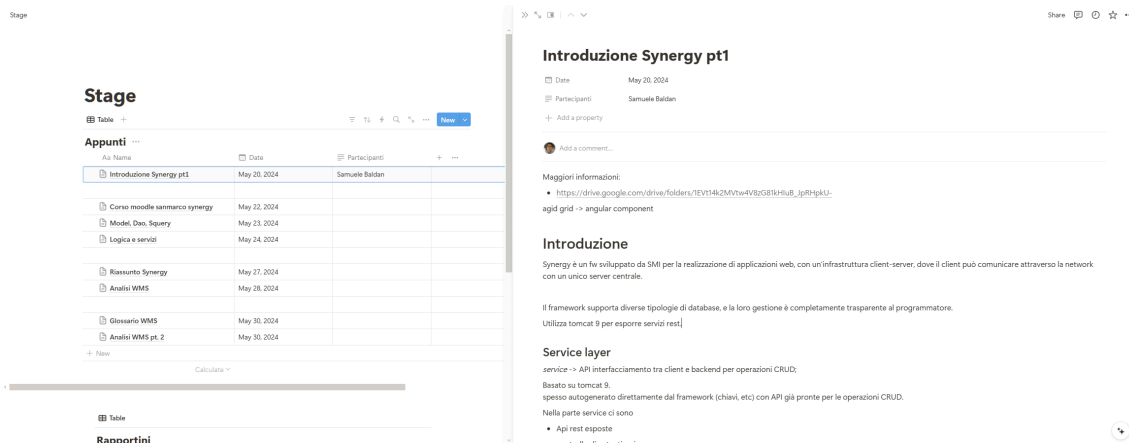 Stage
Share
Stage
Table
New
Appunti
Aa Name
Date
Partecipanti
Introduzione Synergy pt1
May 20, 2024
Samuele Baldan
Corso moodle sanmarco synergy
May 22, 2024
Model, Dao, Squery
May 23, 2024
Logica e servizi
May 24, 2024
Riassunto Synergy
May 27, 2024
Analisi WMS
May 28, 2024
Glossario WMS
May 30, 2024
Analisi WMS pt. 2
May 30, 2024
+ New
Calculate
Table
Rapportini
Introduzione Synergy pt1
Date
May 20, 2024
Partecipanti
Samuele Baldan
+ Add a property
Add a comment...
Maggiori informazioni:
• https://drive.google.com/drive/folders/1EVt14k2MVtw4V8zG81kHIuB_JpRHpkU-
agid grid -> angular component
Introduzione
Synergy è un fw sviluppato da SMI per la realizzazione di applicazioni web, con un'infrastruttura client-server, dove il client può comunicare attraverso la network
con un unico server centrale.
Il framework supporta diverse tipologie di database, e la loro gestione è completamente trasparente al programmatore.
Utilizza tomcat 9 per esporre servizi rest.
Service layer
service -> API interfacciamento tra client e backend per operazioni CRUD;
Basato su tomcat 9.
spesso autogenerato direttamente dal framework (chiavi, etc) con API già pronte per le operazioni CRUD.
Nella parte service ci sono
• Api rest esposte